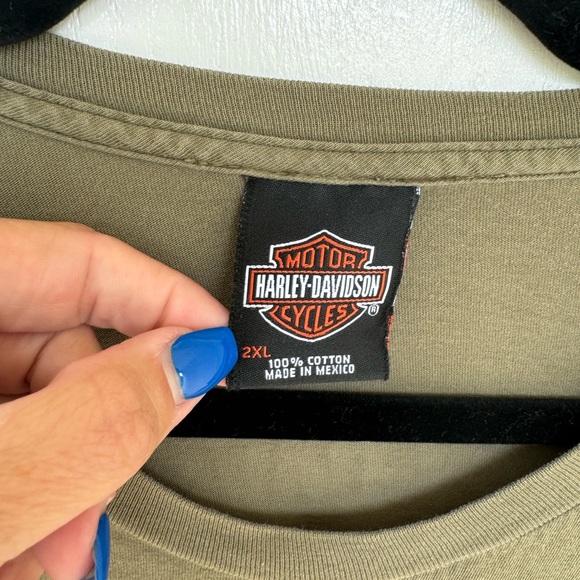 MOTOR
HARLEY-DAVIDSON
CYCLES ®
2XL
100% COTTON
MADE IN MEXICO